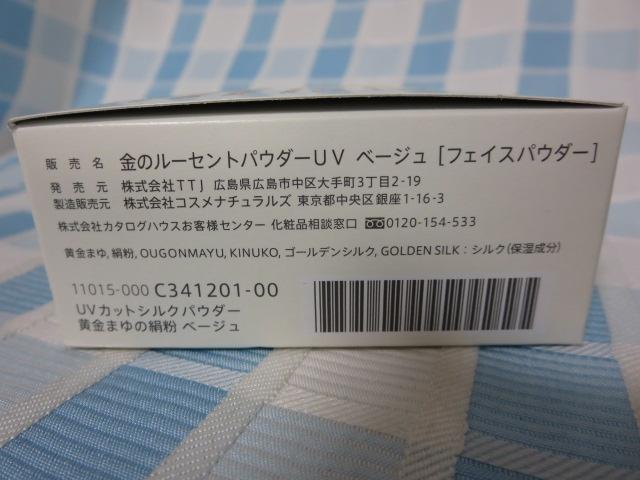 販売名 金のルーセントパウダーUV ベージュ [フェイスパウダー]
発売元 株式会社TTJ 広島県広島市中区大手町3丁目2-19
製造販売元 株式会社コスメナチュラルズ 東京都中央区銀座1-16-3
株式会社カタログハウスお客様センター 化粧品相談窓口 0120-154-533
黄金まゆ, 絹粉, OUGONMAYU, KINUKO, ゴールデンシルク, GOLDEN SILK：シルク(保湿成分)
11015-000 C341201-00
UVカットシルクパウダー
黄金まゆの絹粉 ベージュ